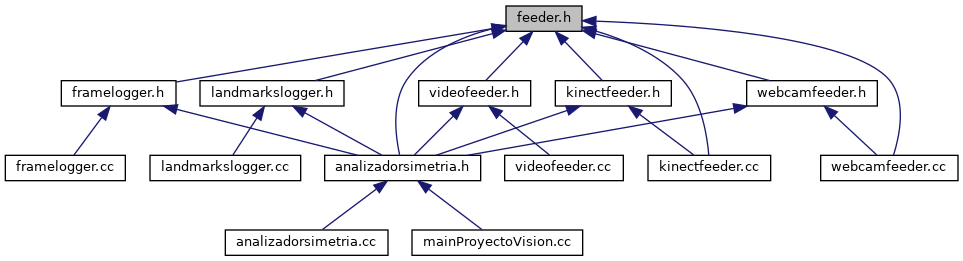 feeder.h
framelogger.h
landmarkslogger.h
videofeeder.h
kinectfeeder.h
webcamfeeder.h
framelogger.cc
landmarkslogger.cc
analizadorsimetria.h
videofeeder.cc
kinectfeeder.cc
webcamfeeder.cc
analizadorsimetria.cc
mainProyectoVision.cc